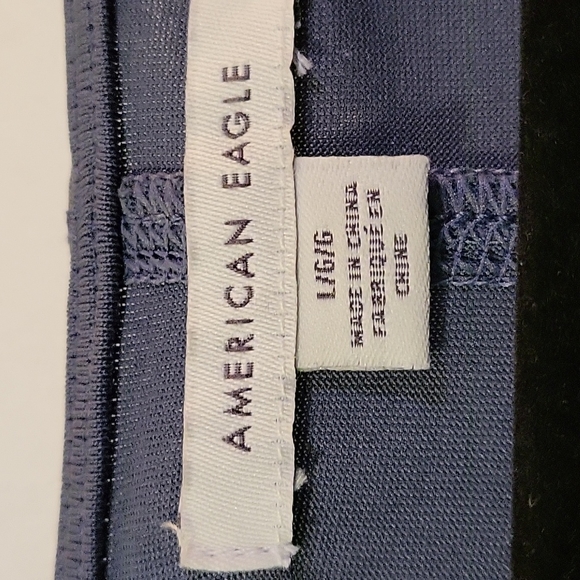 AMERICAN EAGLE
L/G/G
MADE IN CHINA
FABRIQUÉ EN
CHINE